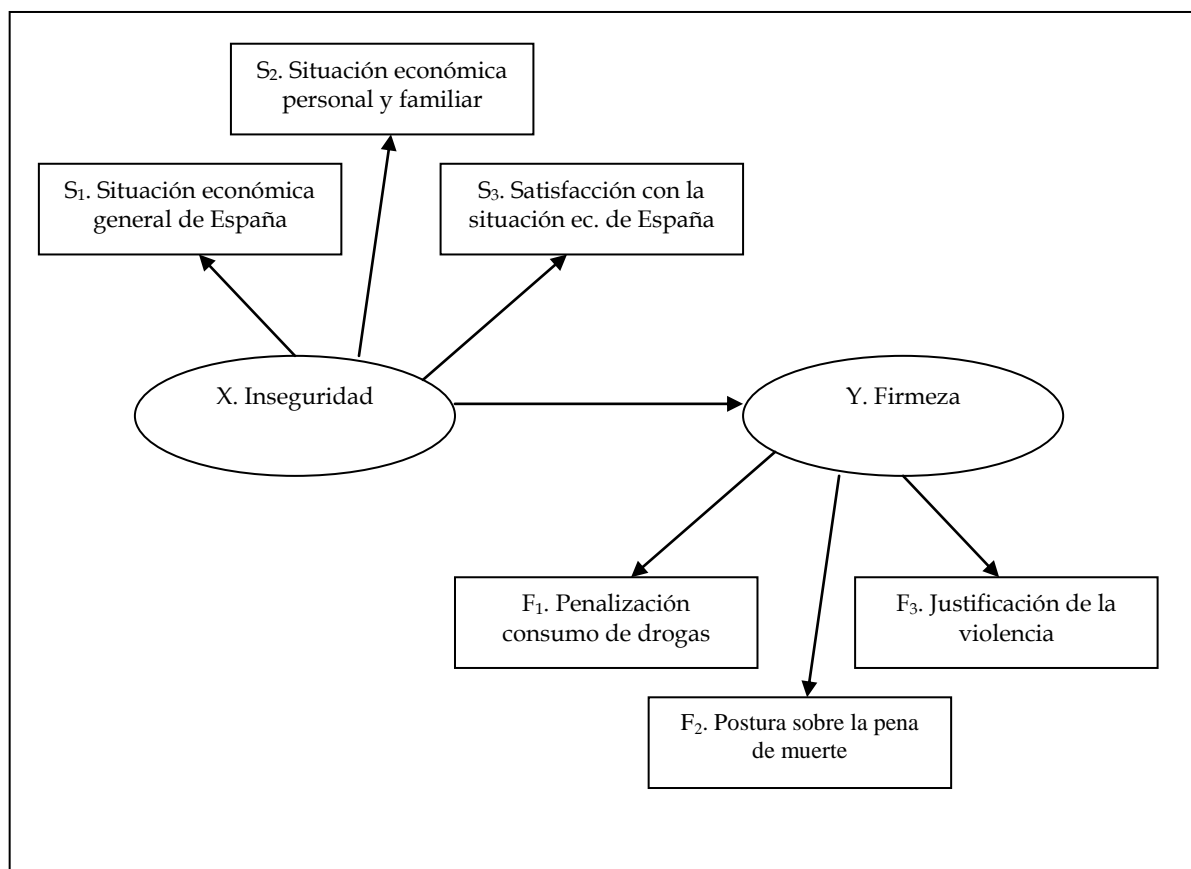 S₂. Situación económica
personal y familiar
S₁. Situación económica
general de España
S₃. Satisfacción con la
situación ec. de España
X. Inseguridad
Y. Firmeza
F₁. Penalización
consumo de drogas
F₃. Justificación de la
violencia
F₂. Postura sobre la pena
de muerte